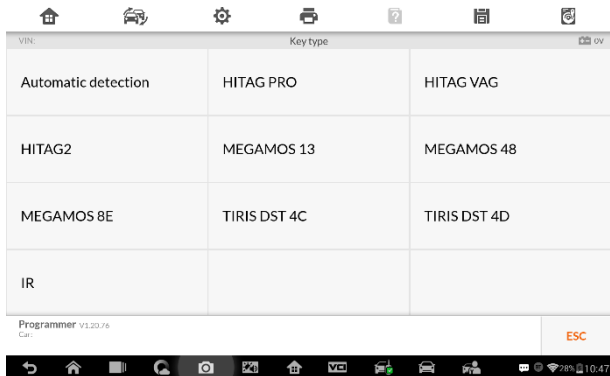 VIN:
Key type
0V
Automatic detection
HITAG PRO
HITAG VAG
HITAG2
MEGAMOS 13
MEGAMOS 48
MEGAMOS 8E
TIRIS DST 4C
TIRIS DST 4D
IR
Programmer V1.20.76
Car:
ESC
VCI
28% 10:47